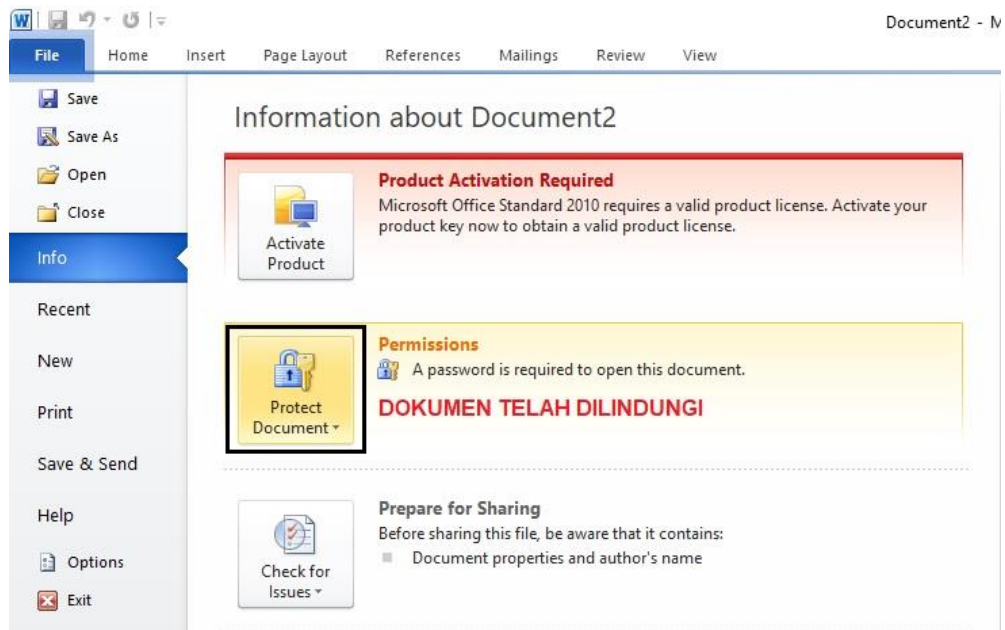 W
Document2 - M
File Home Insert Page Layout References Mailings Review View
Save
Save As
Open
Close
Info
Recent
New
Print
Save & Send
Help
Options
Exit
Information about Document2
Activate
Product
Product Activation Required
Microsoft Office Standard 2010 requires a valid product license. Activate your
product key now to obtain a valid product license.
Protect
Document
Permissions
A password is required to open this document.
DOKUMEN TELAH DILINDUNGI
Check for
Issues
Prepare for Sharing
Before sharing this file, be aware that it contains:
Document properties and author's name